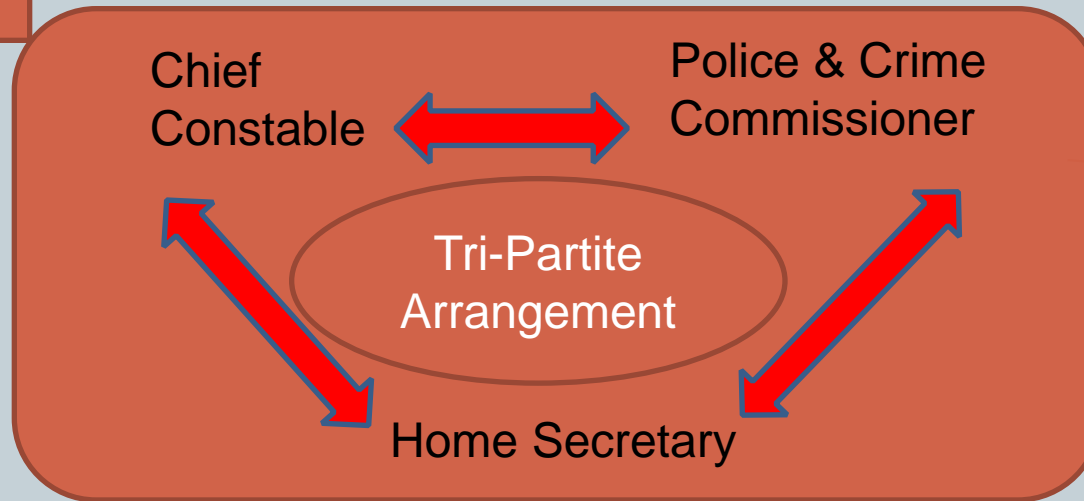 Chief
Constable
Police & Crime
Commissioner
Tri-Partite
Arrangement
Home Secretary